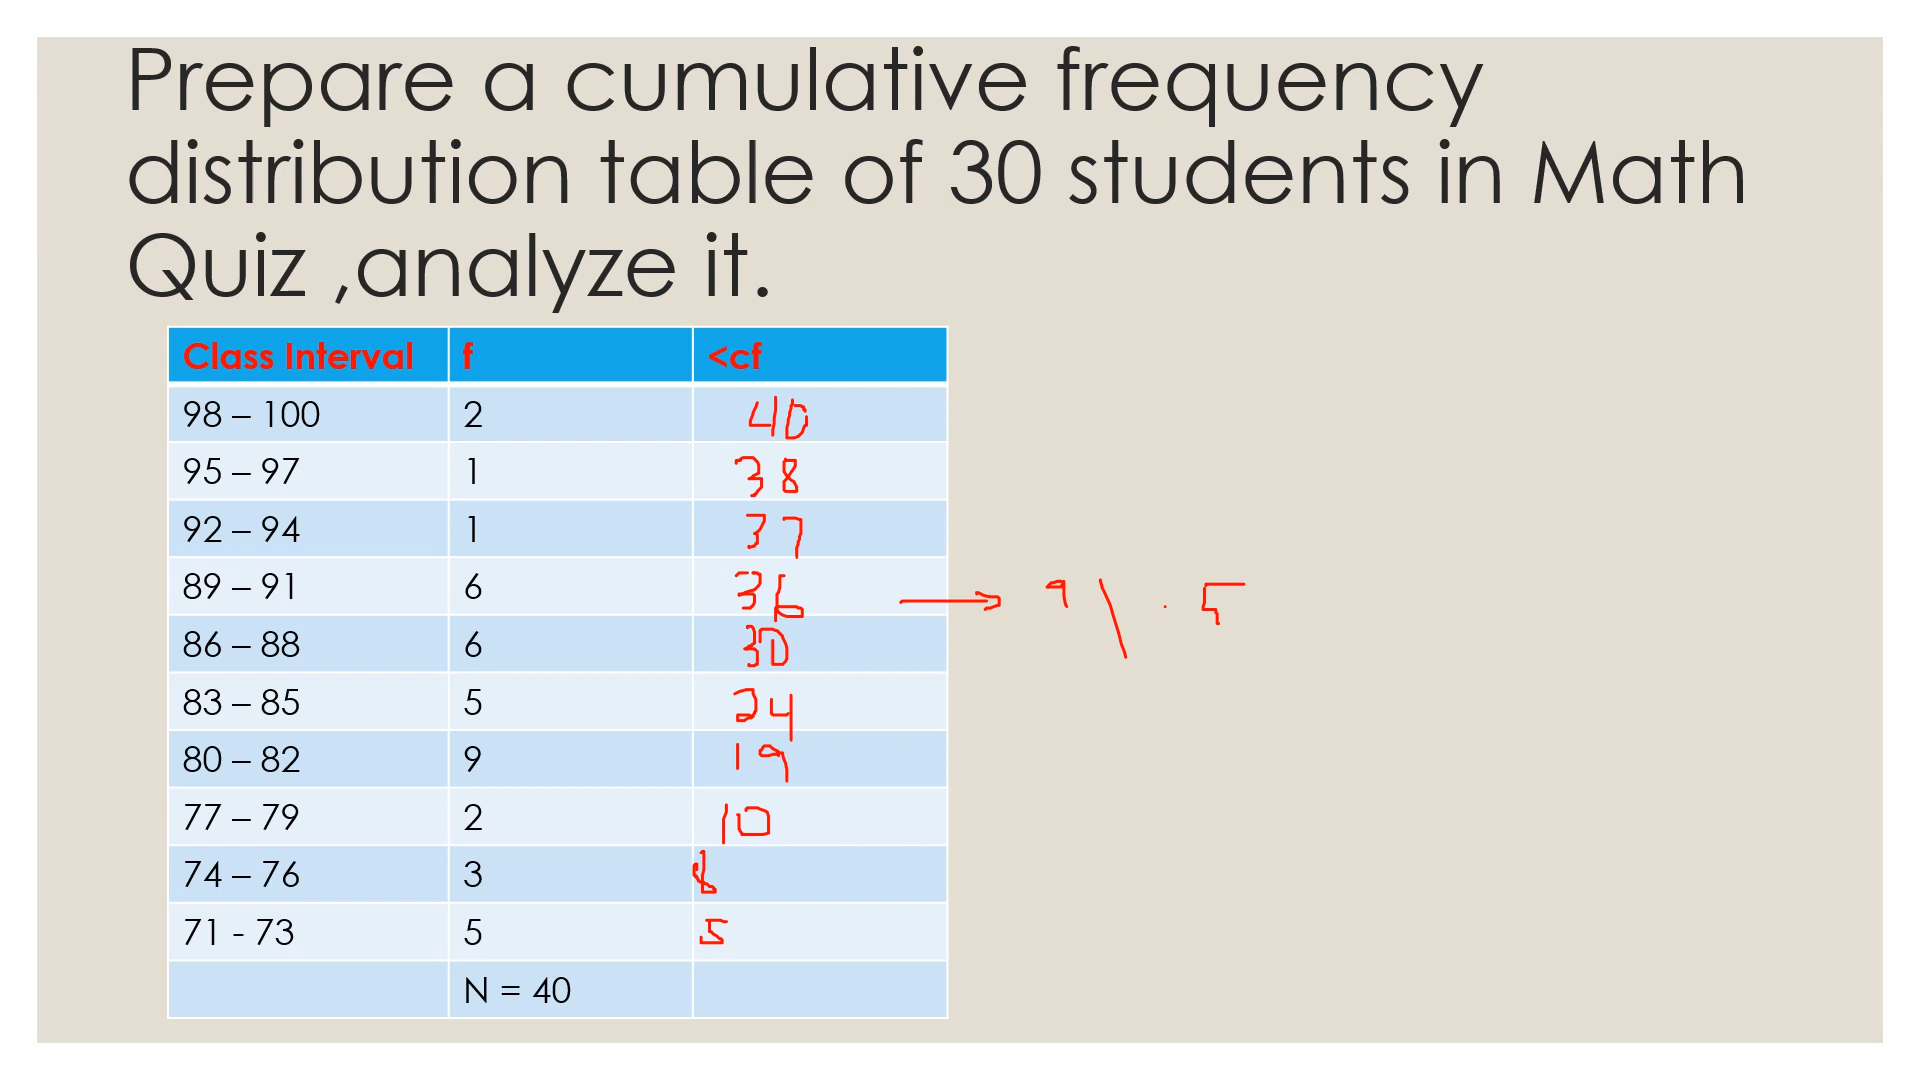 Prepare a cumulative frequency
distribution table of 30 students in Math
Quiz ,analyze it.
Class Interval f <cf
98 – 100 2 40
95 – 97 1 38
92 – 94 1 37
89 – 91 6 36 → 91.5
86 – 88 6 30
83 – 85 5 24
80 – 82 9 19
77 – 79 2 10
74 – 76 3 8
71 - 73 5 5
N = 40